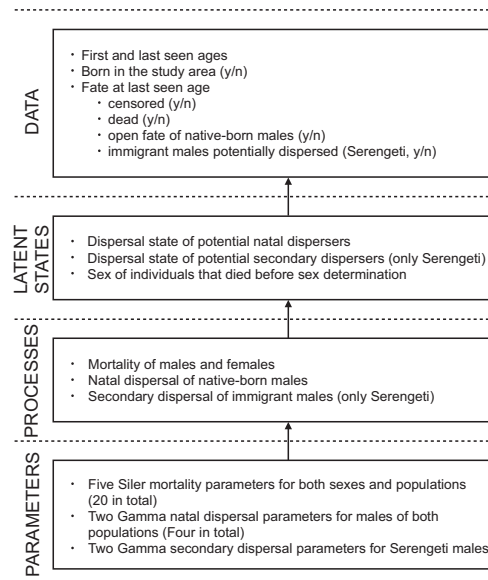 DATA
· First and last seen ages
· Born in the study area (y/n)
· Fate at last seen age
· censored (y/n)
· dead (y/n)
· open fate of native-born males (y/n)
· immigrant males potentially dispersed (Serengeti, y/n)
LATENT
STATES
· Dispersal state of potential natal dispersers
· Dispersal state of potential secondary dispersers (only Serengeti)
· Sex of individuals that died before sex determination
PROCESSES
· Mortality of males and females
· Natal dispersal of native-born males
· Secondary dispersal of immigrant males (only Serengeti)
PARAMETERS
· Five Siler mortality parameters for both sexes and populations
(20 in total)
· Two Gamma natal dispersal parameters for males of both
populations (Four in total)
· Two Gamma secondary dispersal parameters for Serengeti males